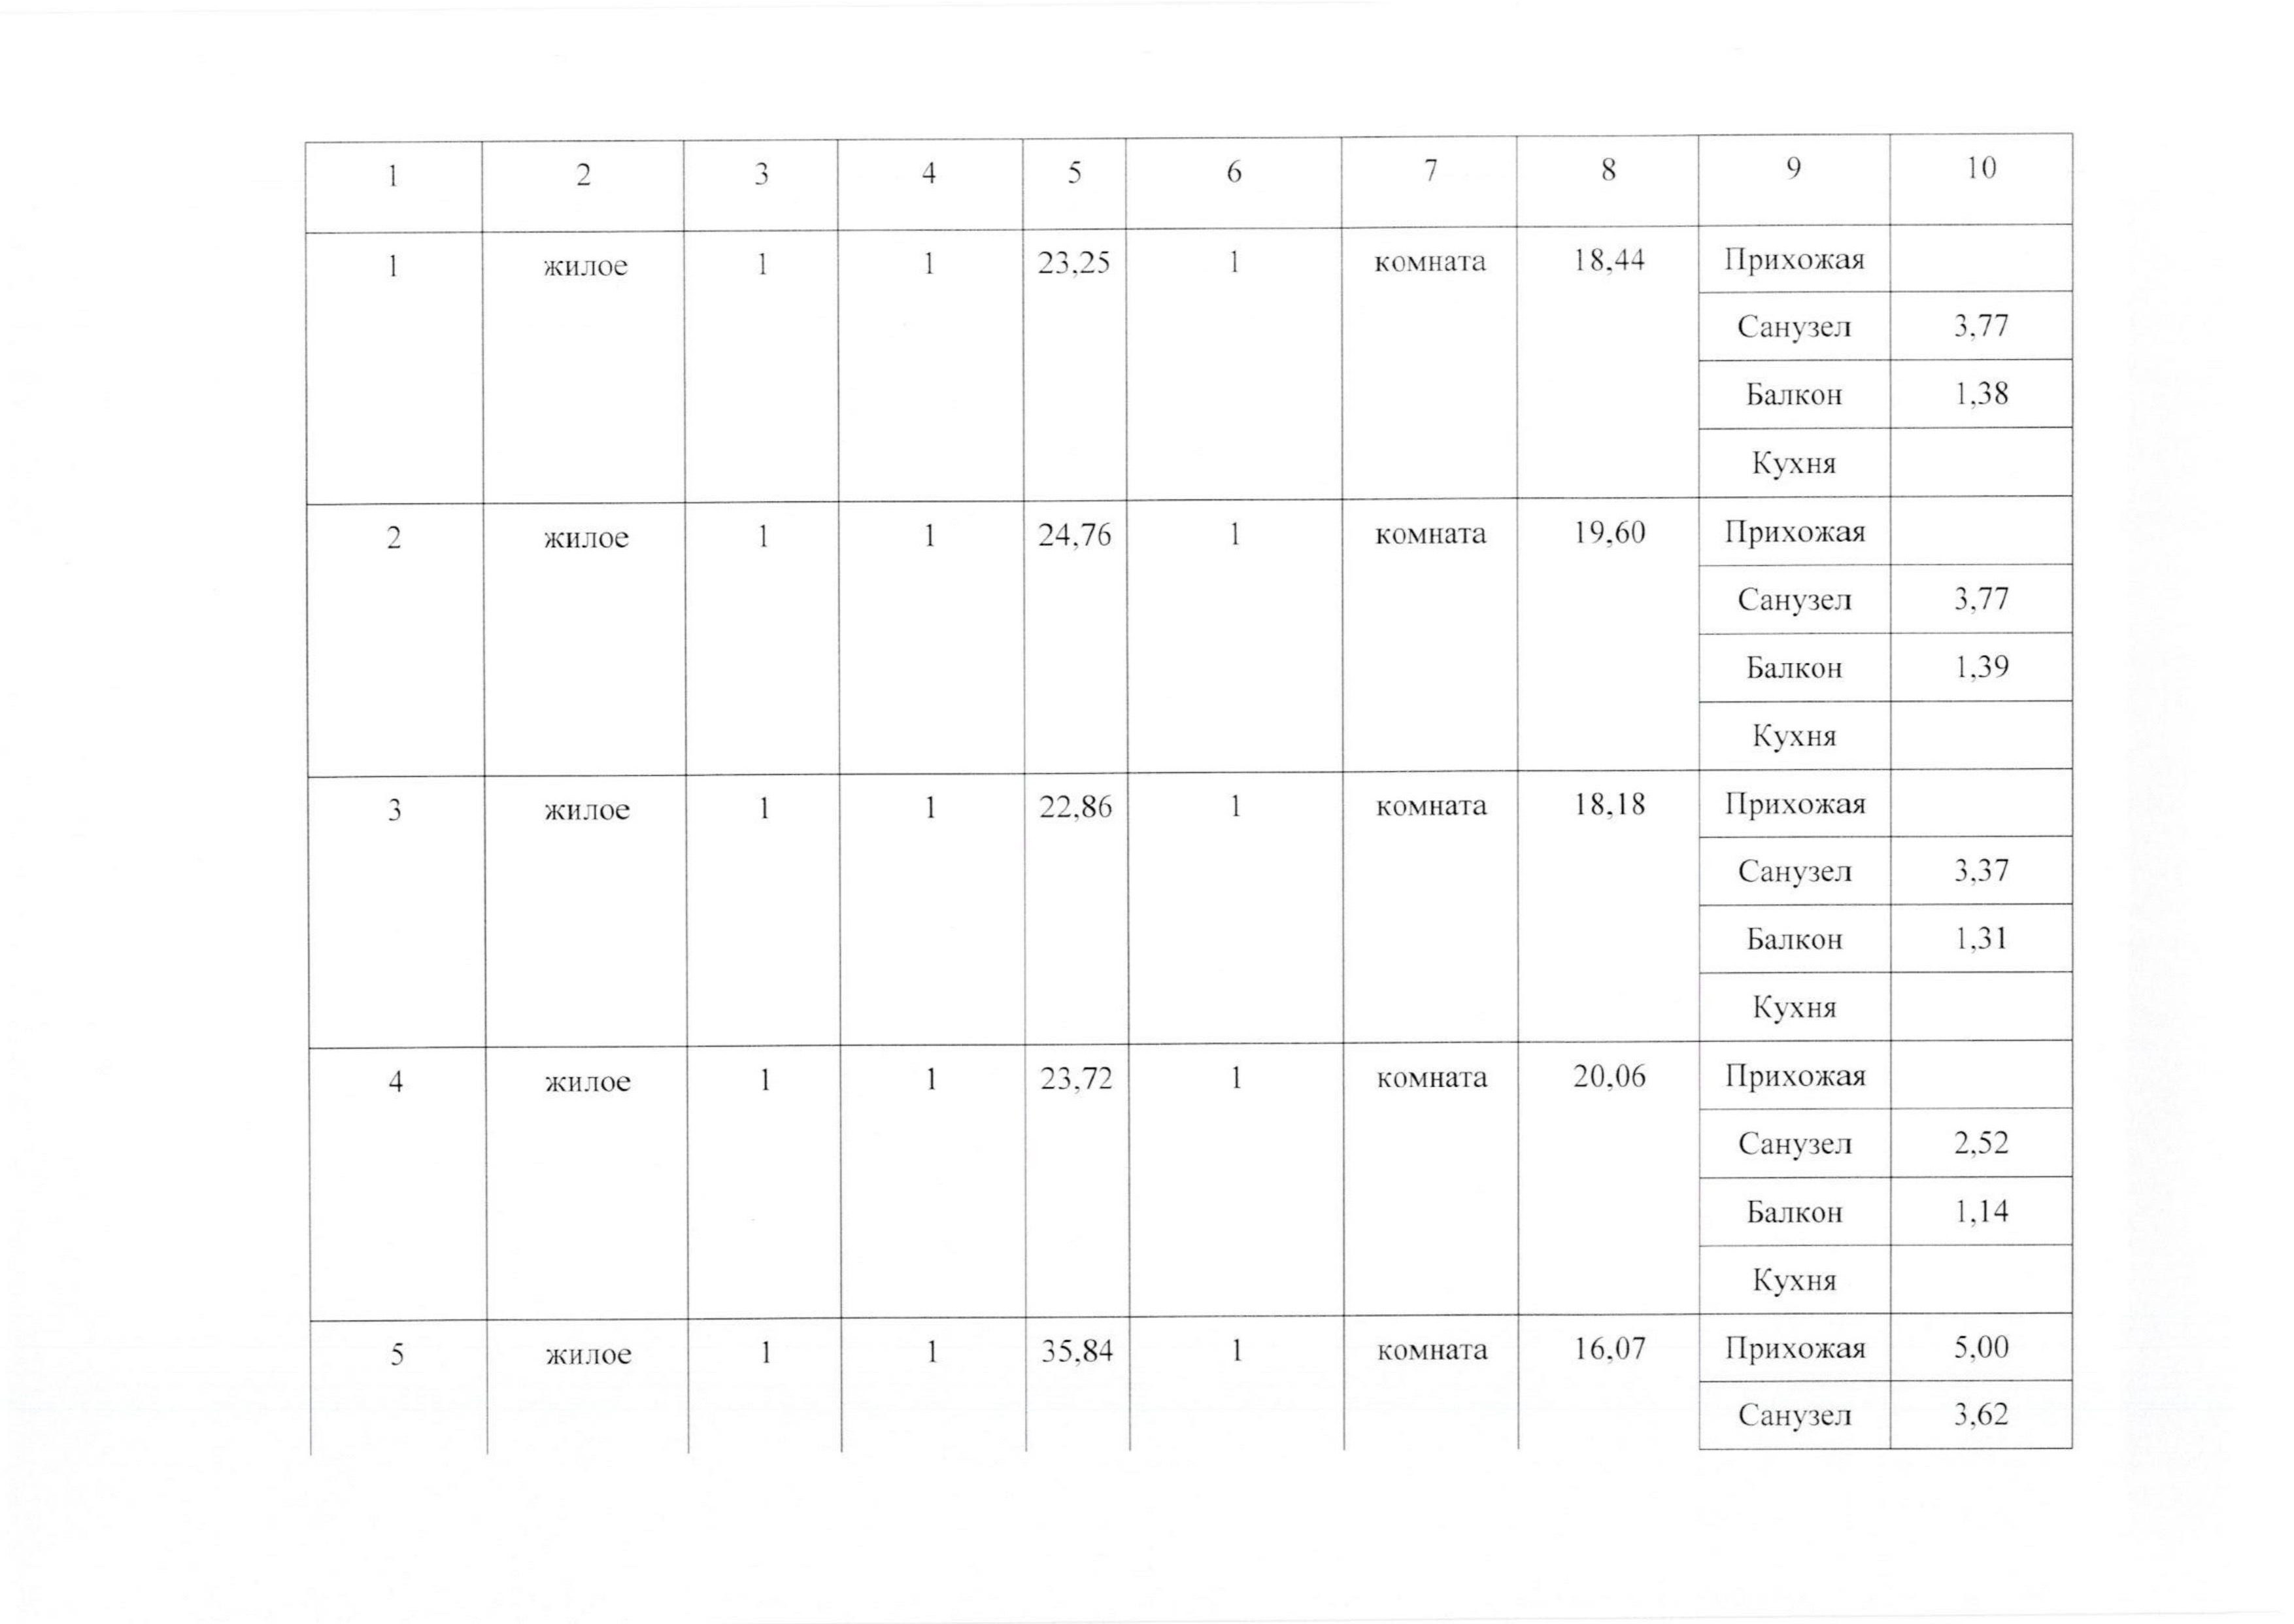 1 2 3 4 5 6 7 8 9 10
1 жилое 1 1 23,25 1 комната 18,44 Прихожая
Санузел 3,77
Балкон 1,38
Кухня
2 жилое 1 1 24,76 1 комната 19,60 Прихожая
Санузел 3,77
Балкон 1,39
Кухня
3 жилое 1 1 22,86 1 комната 18,18 Прихожая
Санузел 3,37
Балкон 1,31
Кухня
4 жилое 1 1 23,72 1 комната 20,06 Прихожая
Санузел 2,52
Балкон 1,14
Кухня
5 жилое 1 1 35,84 1 комната 16,07 Прихожая 5,00
Санузел 3,62